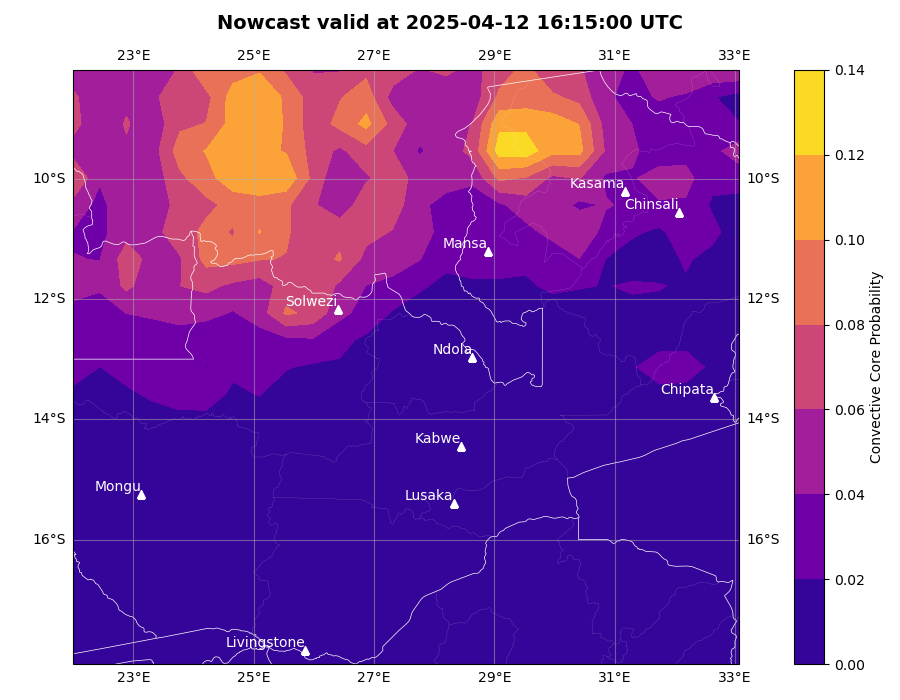 Nowcast valid at 2025-04-12 16:15:00 UTC
23°E 25°E 27°E 29°E 31°E 33°E
0.14
0.12
10°S Kasama 10°S
Chinsali
Mansa
0.10
12°S Solwezi 12°S
0.08
Ndola
Chipata
0.06
14°S Kabwe 14°S
Mongu Lusaka
0.04
16°S 16°S
0.02
Livingstone
0.00
23°E 25°E 27°E 29°E 31°E 33°E
Convective Core Probability